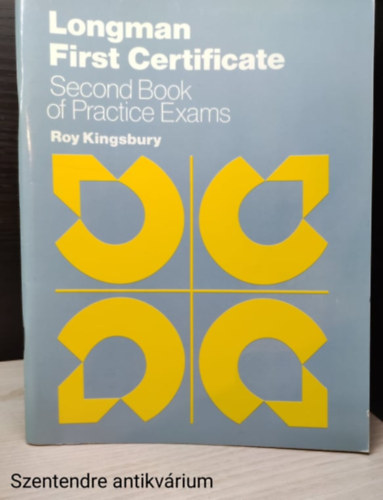 Longman
First Certificate
Second Book
of Practice Exams
Roy Kingsbury
Szentendre antikvárium